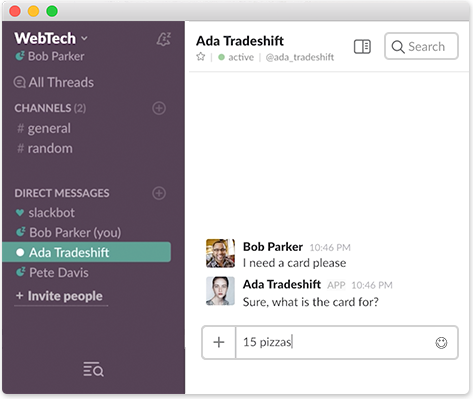 WebTech
Bob Parker
All Threads
CHANNELS (2)
# general
# random
DIRECT MESSAGES
slackbot
Bob Parker (you)
Ada Tradeshift
Pete Davis
+ Invite people
Ada Tradeshift
active | @ada_tradeshift
Search
Bob Parker 10:46 PM
I need a card please
Ada Tradeshift APP 10:46 PM
Sure, what is the card for?
15 pizzas